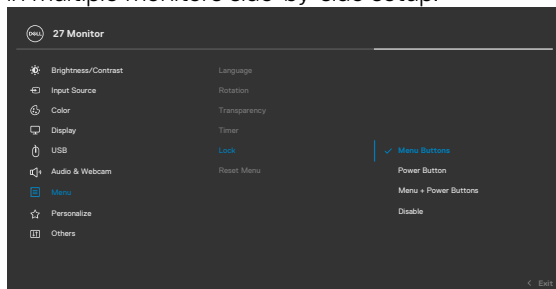 in multiple monitors side-by-side setup.
DELL 27 Monitor
Brightness/Contrast Language
Input Source Rotation
Color Transparency
Display Timer
USB Lock ✓ Menu Buttons
Audio & Webcam Reset Menu Power Button
Menu Menu + Power Buttons
Personalize Disable
Others
< Exit